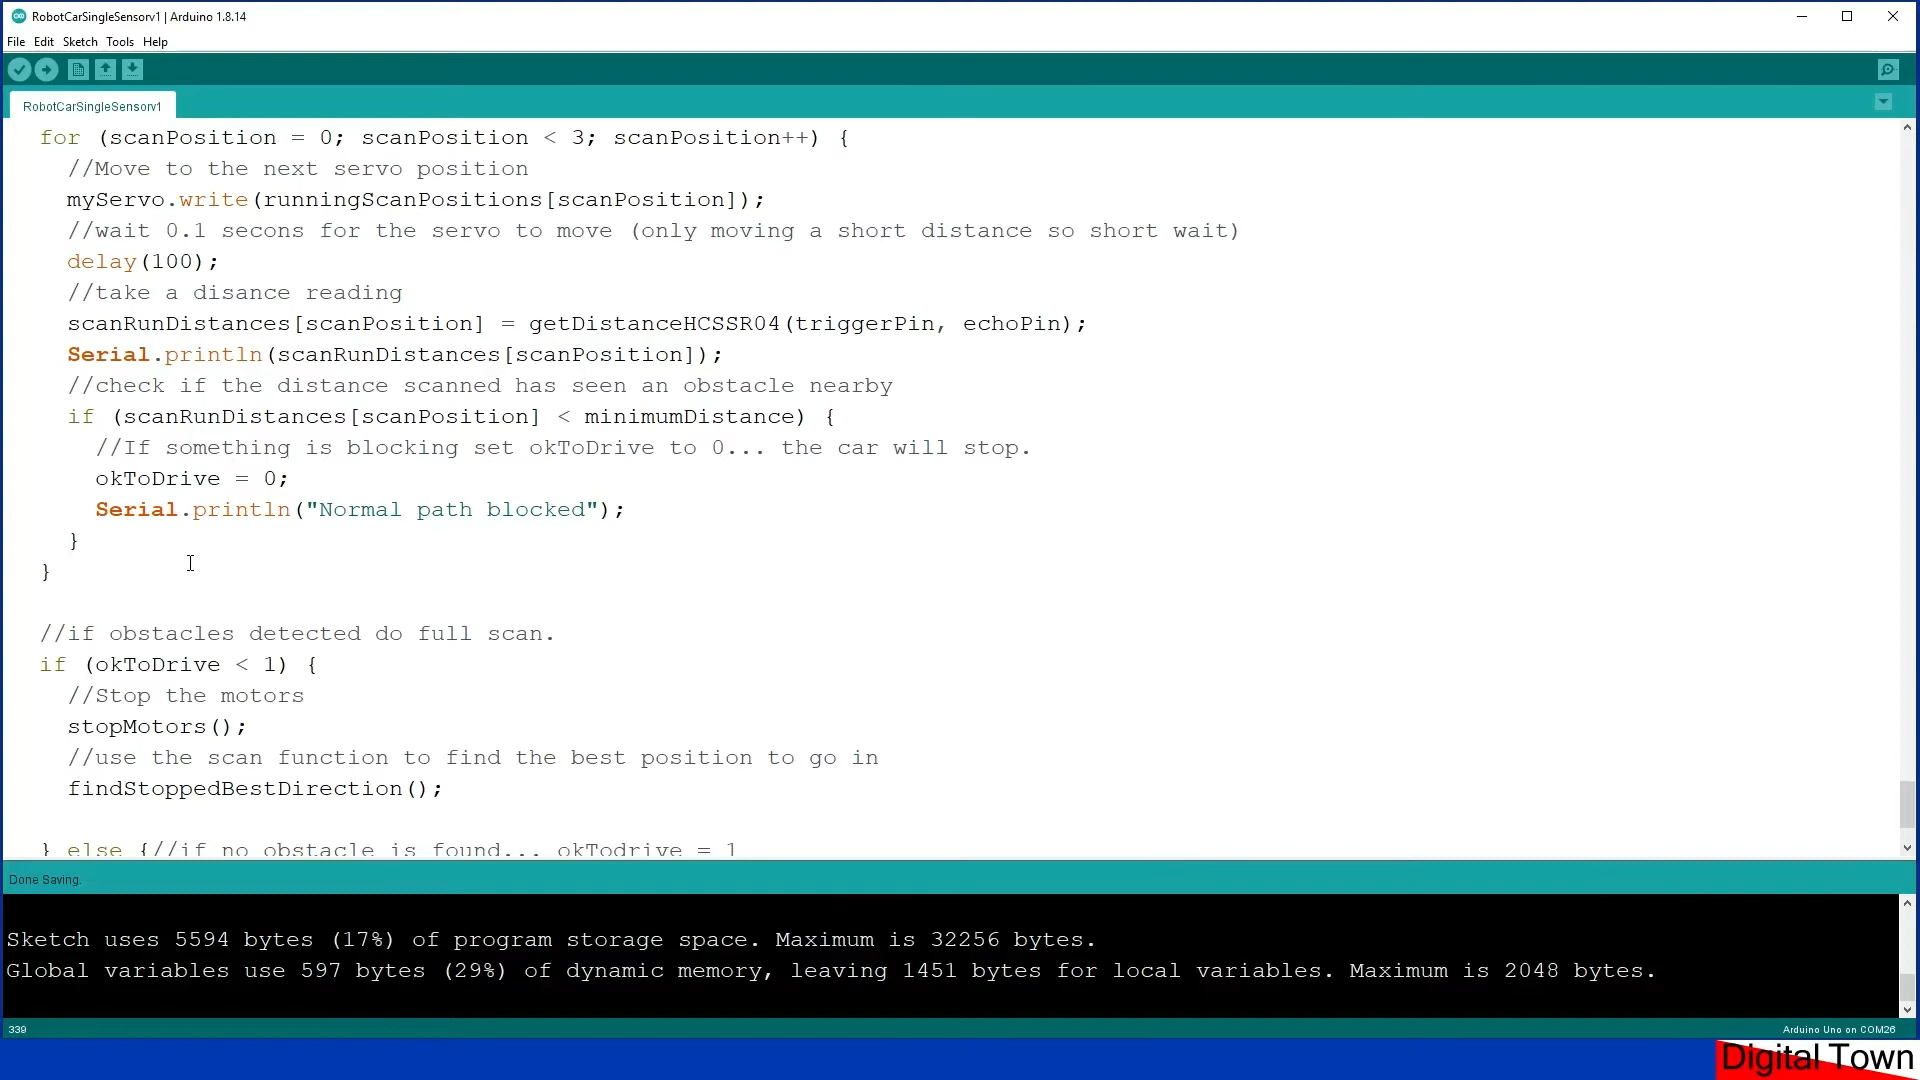 RobotCarSingleSensorv1 | Arduino 1.8.14
File Edit Sketch Tools Help
RobotCarSingleSensorv1
for (scanPosition = 0; scanPosition < 3; scanPosition++) {
//Move to the next servo position
myServo.write(runningScanPositions[scanPosition]);
//wait 0.1 secons for the servo to move (only moving a short distance so short wait)
delay(100);
//take a disance reading
scanRunDistances[scanPosition] = getDistanceHCSSR04(triggerPin, echoPin);
Serial.println(scanRunDistances[scanPosition]);
//check if the distance scanned has seen an obstacle nearby
if (scanRunDistances[scanPosition] < minimumDistance) {
//If something is blocking set okToDrive to 0... the car will stop.
okToDrive = 0;
Serial.println("Normal path blocked");
}
}
//if obstacles detected do full scan.
if (okToDrive < 1) {
//Stop the motors
stopMotors();
//use the scan function to find the best position to go in
findStoppedBestDirection();
} else {//if no obstacle is found... okTodrive = 1
Done Saving.
Sketch uses 5594 bytes (17%) of program storage space. Maximum is 32256 bytes.
Global variables use 597 bytes (29%) of dynamic memory, leaving 1451 bytes for local variables. Maximum is 2048 bytes.
339
Arduino Uno on COM26
Digital Town